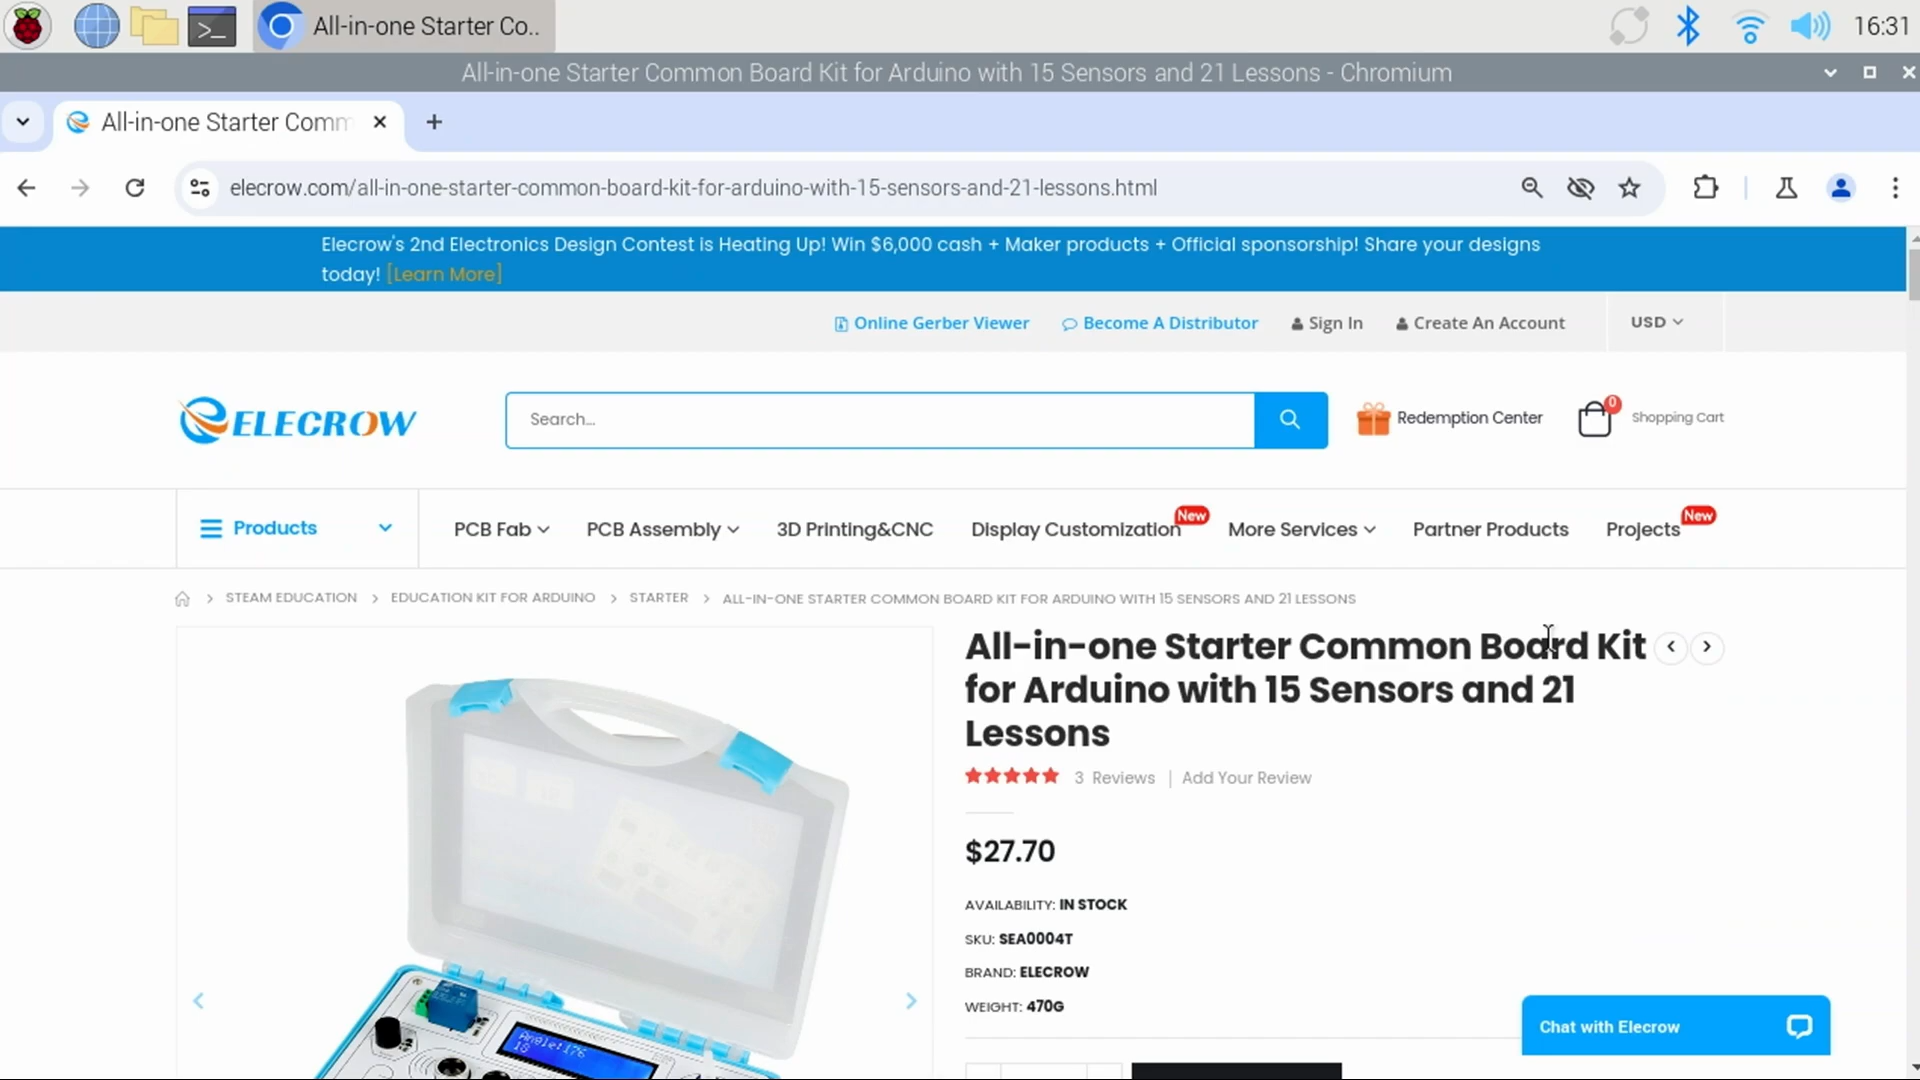 All-in-one Starter Co..
16:31
All-in-one Starter Common Board Kit for Arduino with 15 Sensors and 21 Lessons - Chromium
All-in-one Starter Comm
elecrow.com/all-in-one-starter-common-board-kit-for-arduino-with-15-sensors-and-21-lessons.html
Elecrow's 2nd Electronics Design Contest is Heating Up! Win $6,000 cash + Maker products + Official sponsorship! Share your designs
today! [Learn More]
Online Gerber Viewer
Become A Distributor
Sign In
Create An Account
USD
ELECROW
Search...
Redemption Center
0
Shopping Cart
Products
PCB Fab
PCB Assembly
3D Printing&CNC
Display Customization
New
More Services
Partner Products
Projects
New
STEAM EDUCATION > EDUCATION KIT FOR ARDUINO > STARTER > ALL-IN-ONE STARTER COMMON BOARD KIT FOR ARDUINO WITH 15 SENSORS AND 21 LESSONS
All-in-one Starter Common Board Kit
for Arduino with 15 Sensors and 21
Lessons
3 Reviews | Add Your Review
$27.70
AVAILABILITY: IN STOCK
SKU: SEA0004T
BRAND: ELECROW
WEIGHT: 470G
Angle:176
18
Chat with Elecrow